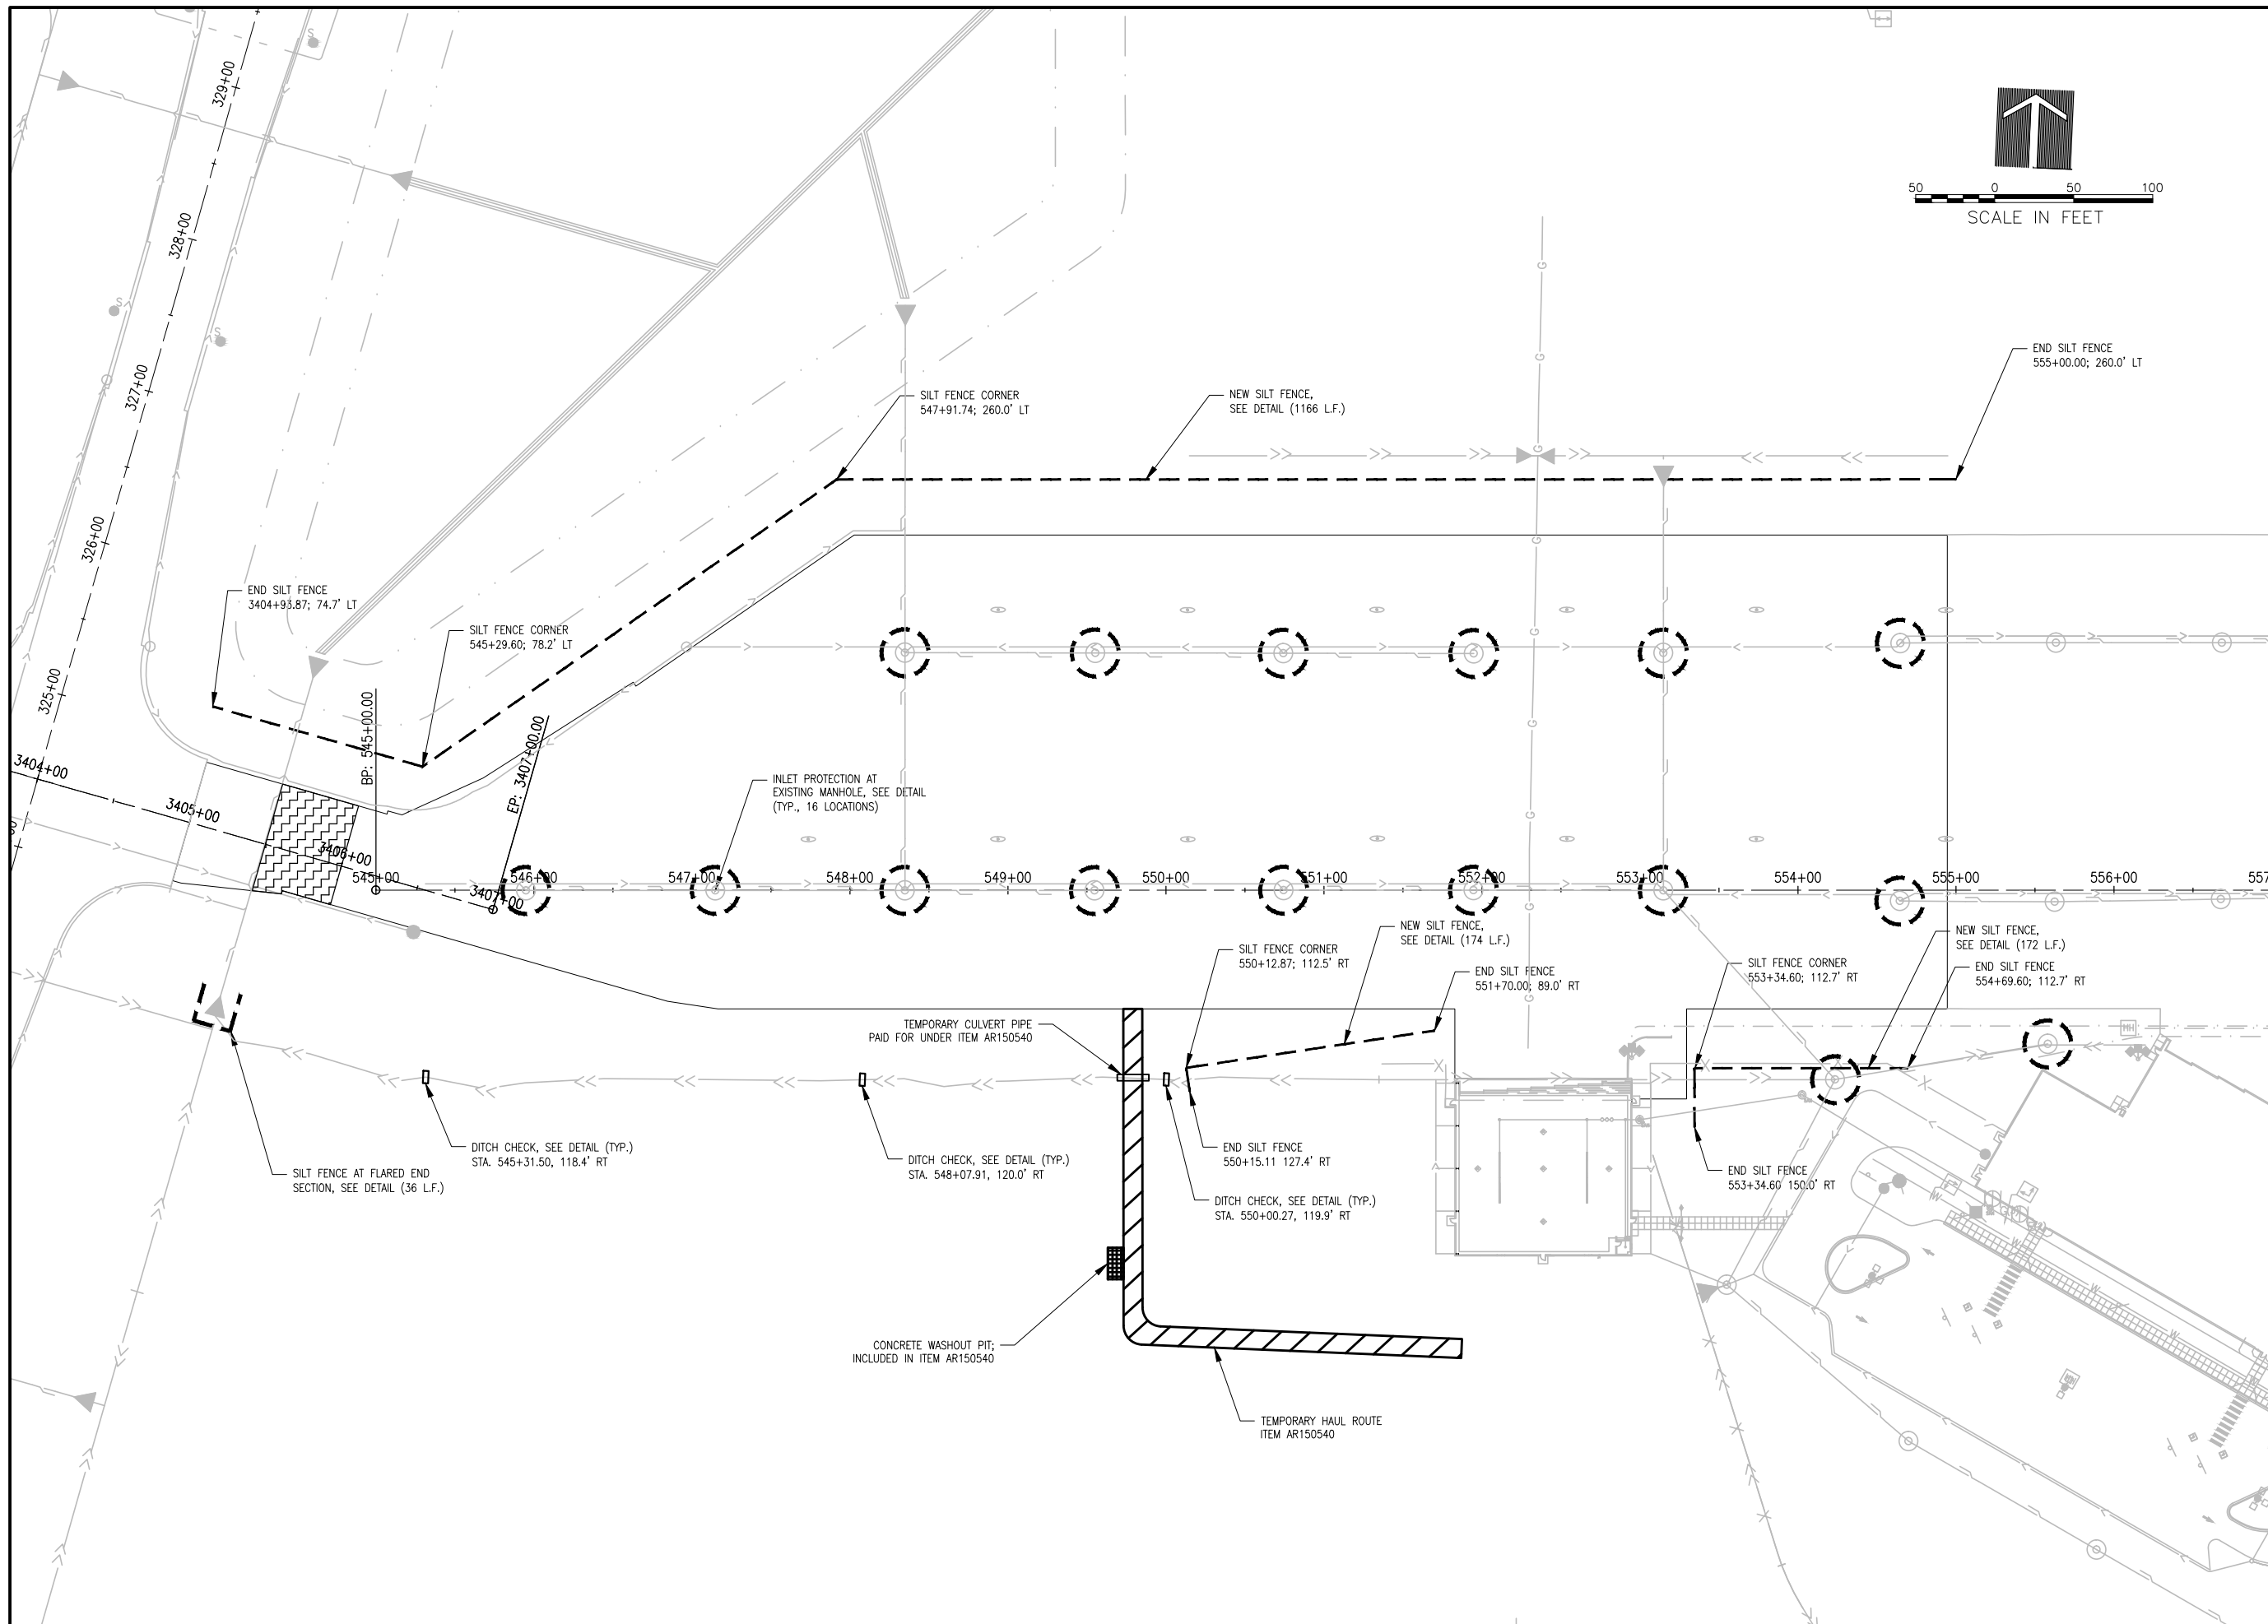 329+00
328+00
327+00
326+00
325+00
50 0 50 100
SCALE IN FEET
END SILT FENCE
555+00.00; 260.0' LT
SILT FENCE CORNER
547+91.74; 260.0' LT
NEW SILT FENCE,
SEE DETAIL (1166 L.F.)
END SILT FENCE
3404+93.87; 74.7' LT
SILT FENCE CORNER
545+29.60; 78.2' LT
BP: 545+00.00
EP: 3407+00.00
INLET PROTECTION AT
EXISTING MANHOLE, SEE DETAIL
(TYP., 16 LOCATIONS)
3404+00
3405+00
3406+00
3407+00
545+00
546+00
547+00
548+00
549+00
550+00
551+00
552+00
553+00
554+00
555+00
556+00
557
NEW SILT FENCE,
SEE DETAIL (174 L.F.)
SILT FENCE CORNER
550+12.87; 112.5' RT
END SILT FENCE
551+70.00; 89.0' RT
NEW SILT FENCE,
SEE DETAIL (172 L.F.)
SILT FENCE CORNER
553+34.60; 112.7' RT
END SILT FENCE
554+69.60; 112.7' RT
TEMPORARY CULVERT PIPE
PAID FOR UNDER ITEM AR150540
MH
DITCH CHECK, SEE DETAIL (TYP.)
STA. 545+31.50, 118.4' RT
DITCH CHECK, SEE DETAIL (TYP.)
STA. 548+07.91, 120.0' RT
END SILT FENCE
550+15.11 127.4' RT
SILT FENCE AT FLARED END
SECTION, SEE DETAIL (36 L.F.)
END SILT FENCE
553+34.60 150.0' RT
DITCH CHECK, SEE DETAIL (TYP.)
STA. 550+00.27, 119.9' RT
CONCRETE WASHOUT PIT;
INCLUDED IN ITEM AR150540
TEMPORARY HAUL ROUTE
ITEM AR150540
S
S
S
G
G
G
G
G
G
G
G
G
G
W
W
W
W